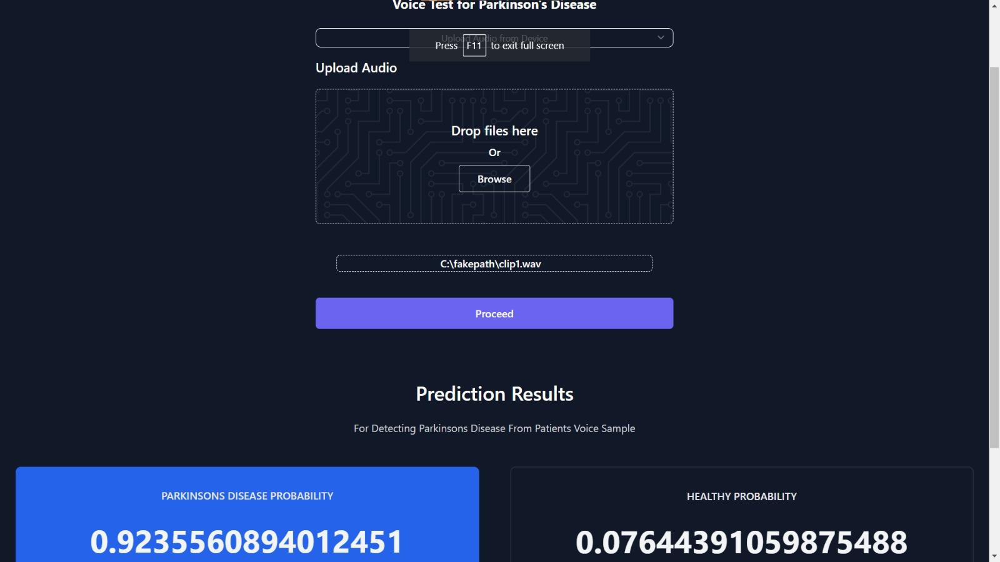 Voice Test for Parkinson's Disease
Upload Audio from Device
Press F11 to exit full screen
Upload Audio
Drop files here
Or
Browse
C:\fakepath\clip1.wav
Proceed
Prediction Results
For Detecting Parkinsons Disease From Patients Voice Sample
PARKINSONS DISEASE PROBABILITY
0.9235560894012451
HEALTHY PROBABILITY
0.07644391059875488